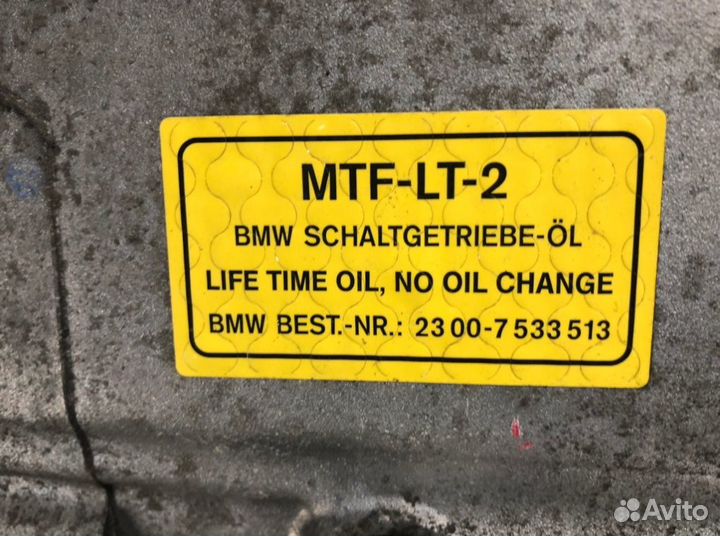 MTF-LT-2
BMW SCHALTGETRIEBE-ÖL
LIFE TIME OIL, NO OIL CHANGE
BMW BEST.-NR.: 23 00-7 533 513
Avito